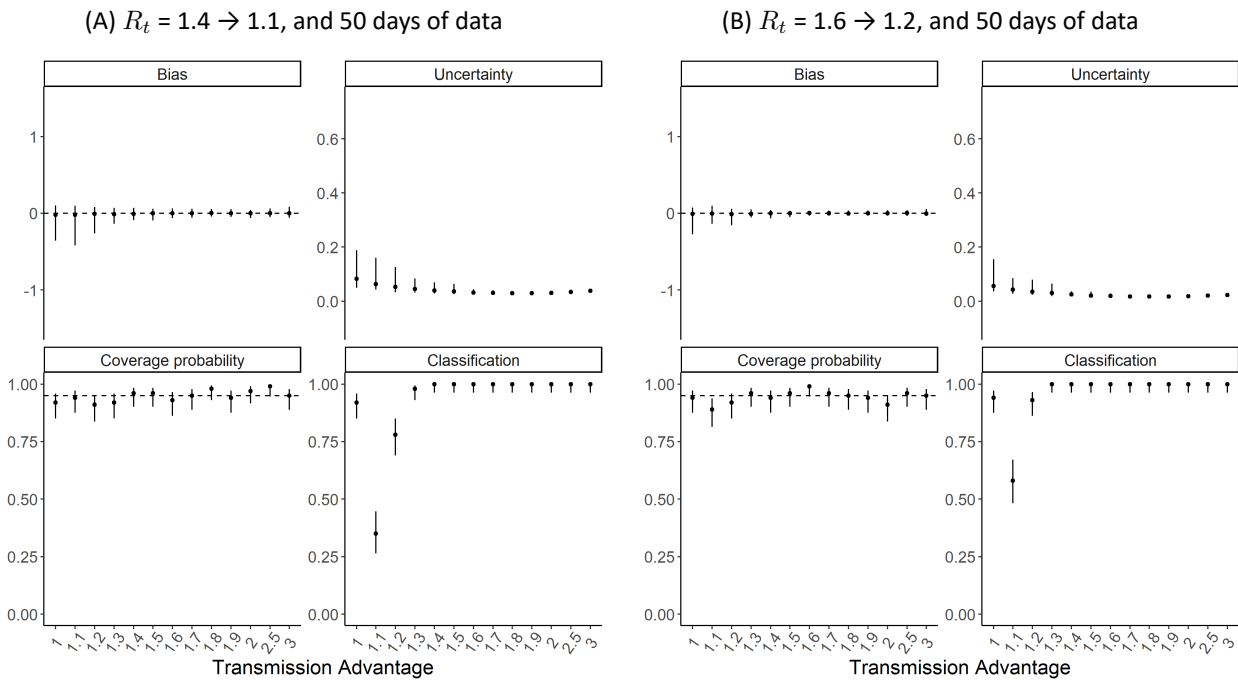 (A) R_t = 1.4 → 1.1, and 50 days of data
Bias
Uncertainty
1
0
-1
0.6
0.4
0.2
0.0
Coverage probability
Classification
1.00
0.75
0.50
0.25
0.00
1.00
0.75
0.50
0.25
0.00
1 1.1 1.2 1.3 1.4 1.5 1.6 1.7 1.8 1.9 2 2.5 3
1 1.1 1.2 1.3 1.4 1.5 1.6 1.7 1.8 1.9 2 2.5 3
Transmission Advantage
(B) R_t = 1.6 → 1.2, and 50 days of data
Bias
Uncertainty
1
0
-1
0.6
0.4
0.2
0.0
Coverage probability
Classification
1.00
0.75
0.50
0.25
0.00
1.00
0.75
0.50
0.25
0.00
1 1.1 1.2 1.3 1.4 1.5 1.6 1.7 1.8 1.9 2 2.5 3
1 1.1 1.2 1.3 1.4 1.5 1.6 1.7 1.8 1.9 2 2.5 3
Transmission Advantage